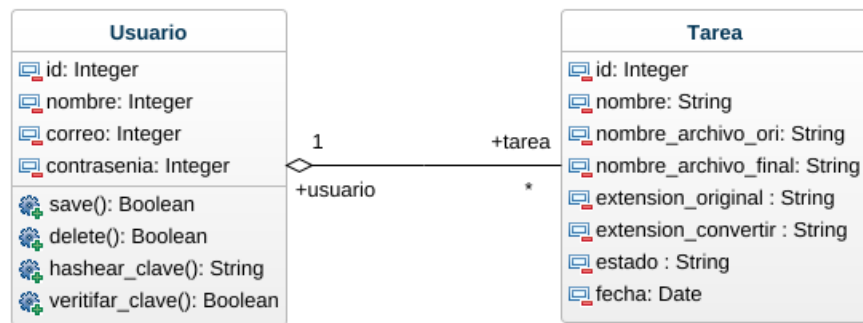 Usuario
id: Integer
nombre: Integer
correo: Integer
contrasenia: Integer
save(): Boolean
delete(): Boolean
hashear_clave(): String
veritifar_clave(): Boolean
1
+usuario
+tarea
*
Tarea
id: Integer
nombre: String
nombre_archivo_ori: String
nombre_archivo_final: String
extension_original : String
extension_convertir : String
estado : String
fecha: Date